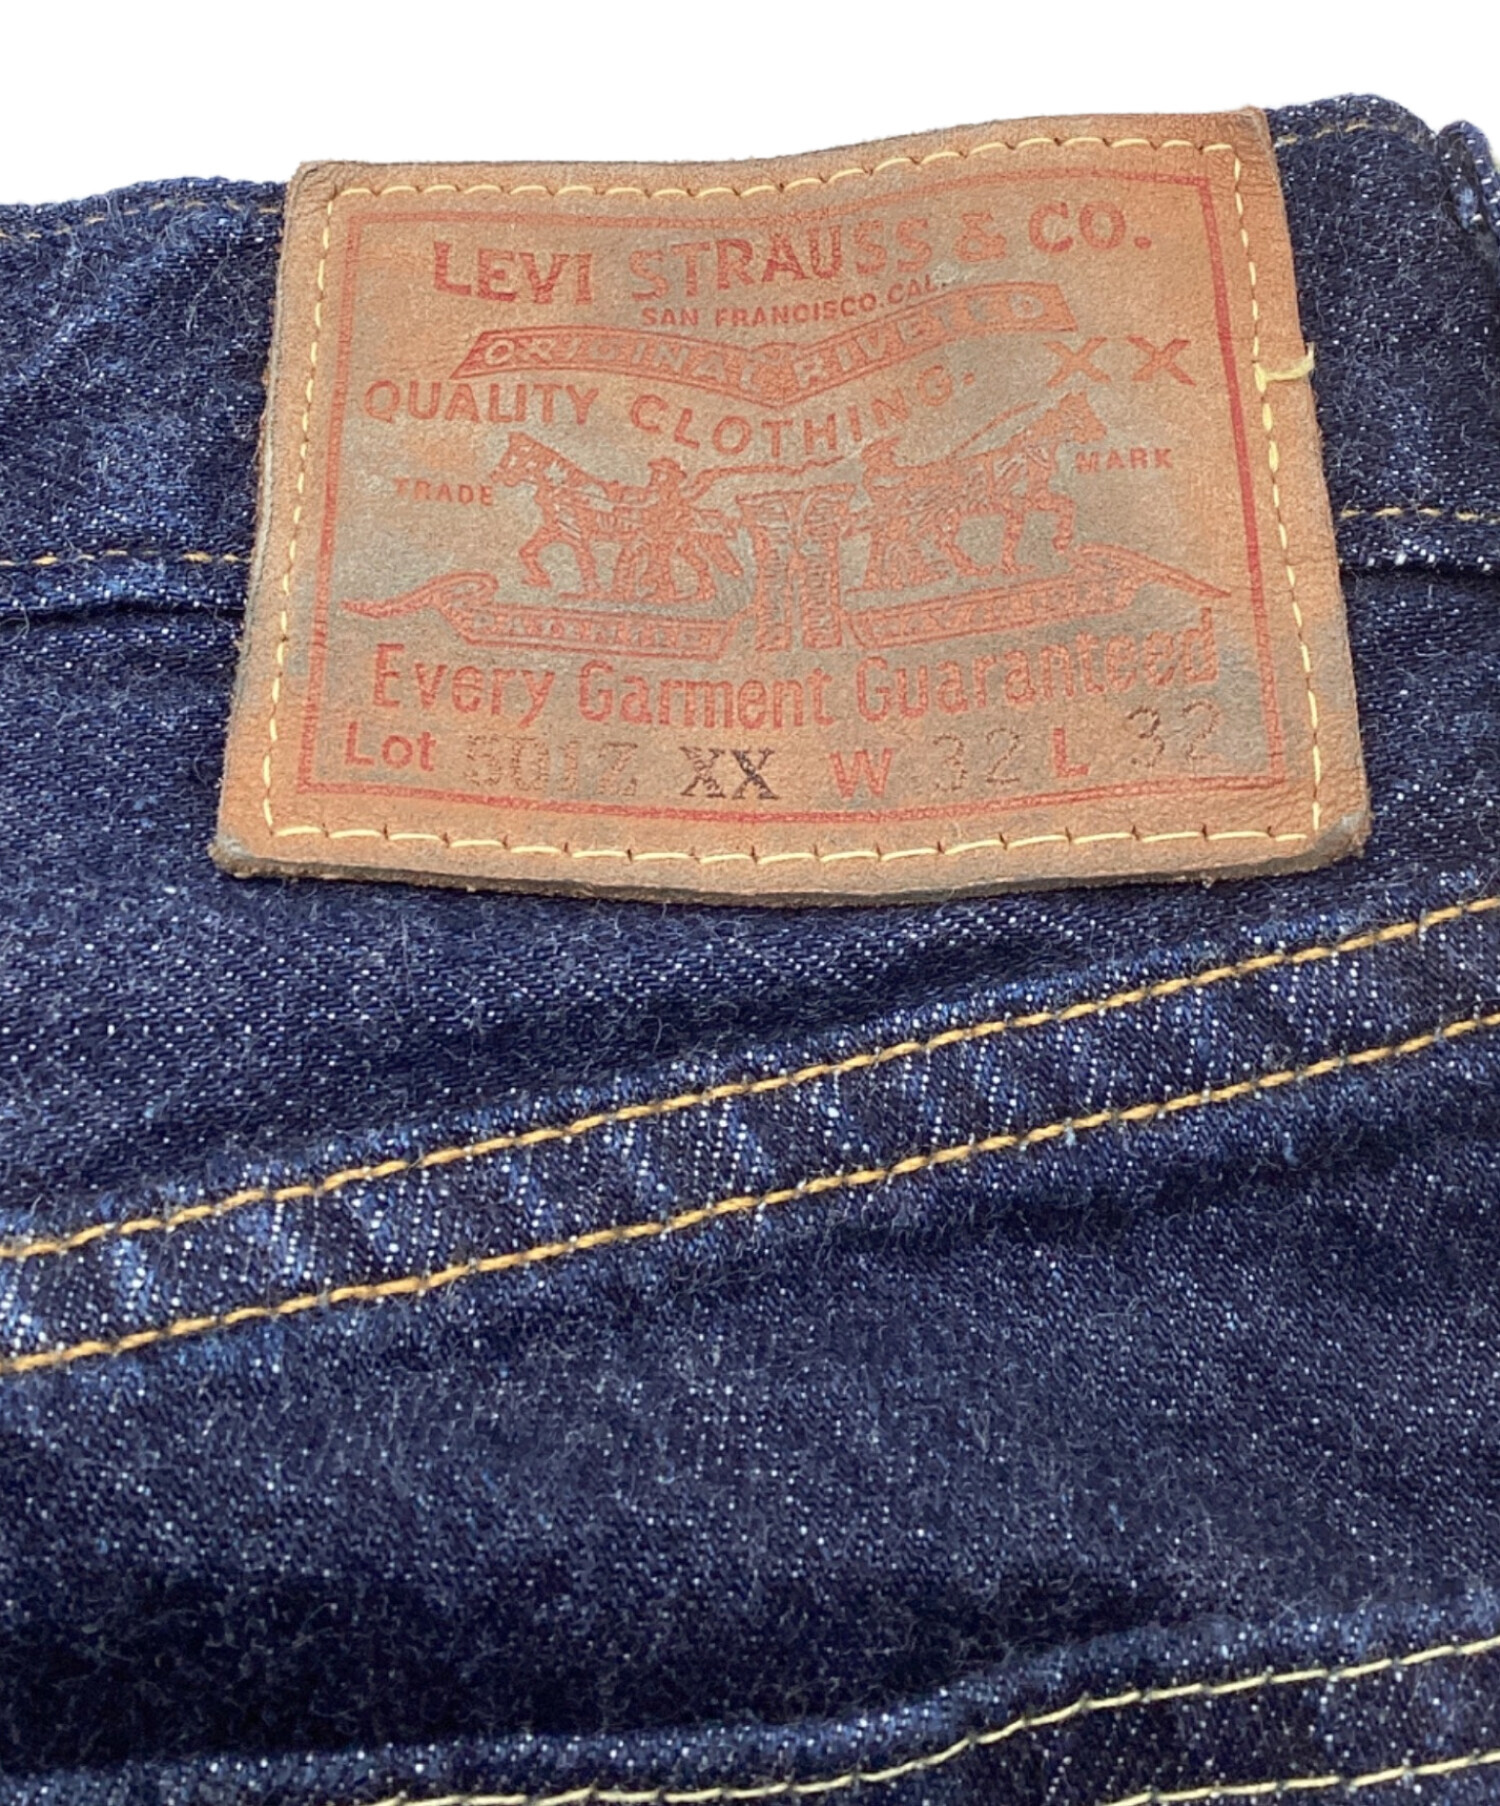 LEVI STRAUSS & CO.
SAN FRANCISCO.CAL.
ORIGINAL RIVETED
QUALITY CLOTHING.
XX
TRADE MARK
Every Garment Guaranteed
Lot 501Z XX W 32 L 32